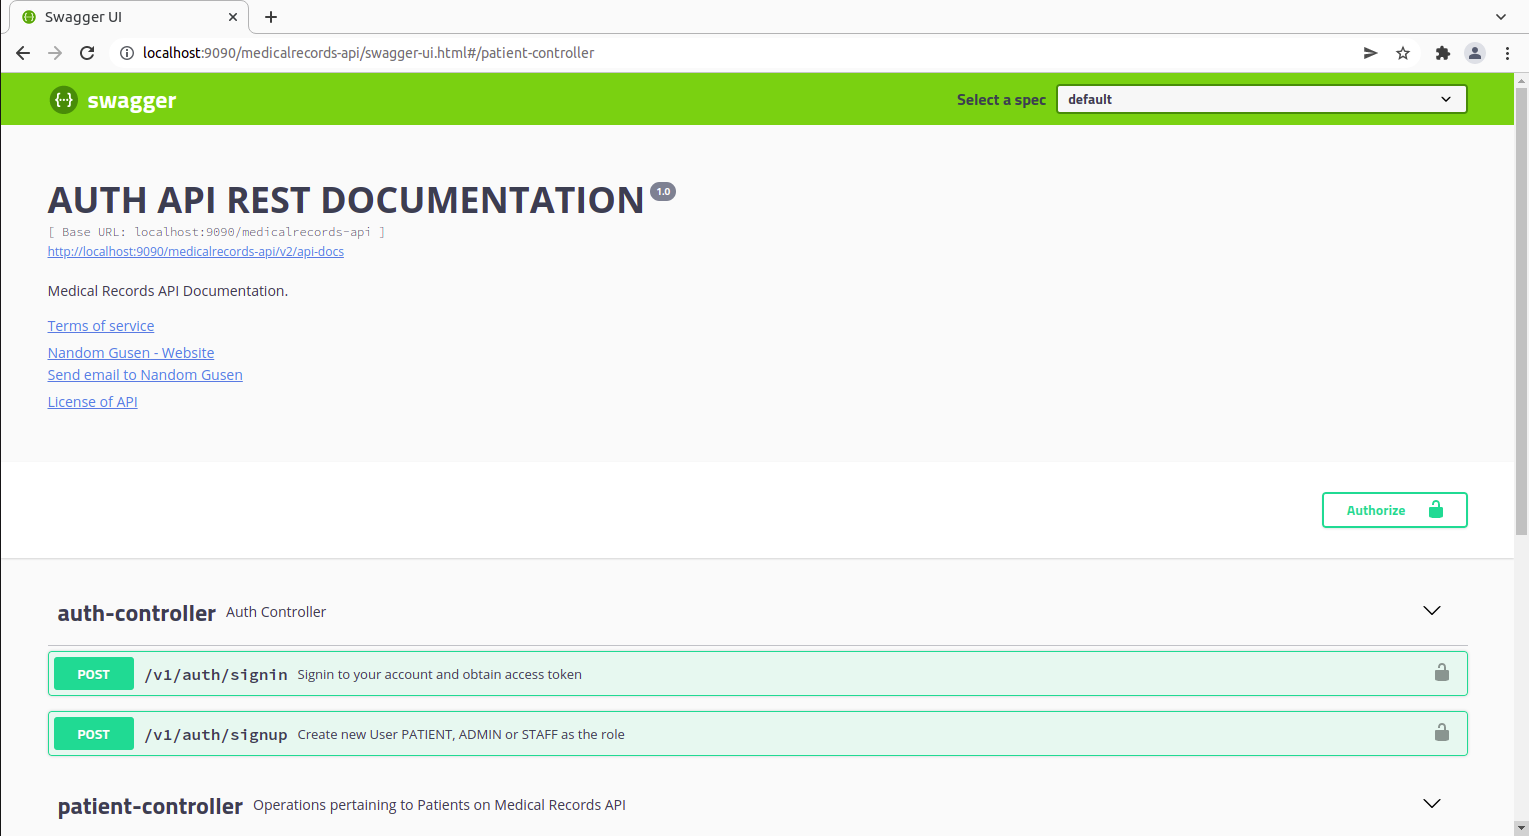 Swagger UI
localhost:9090/medicalrecords-api/swagger-ui.html#/patient-controller
{··} swagger
Select a spec default
AUTH API REST DOCUMENTATION 1.0
[ Base URL: localhost:9090/medicalrecords-api ]
http://localhost:9090/medicalrecords-api/v2/api-docs
Medical Records API Documentation.
Terms of service
Nandom Gusen - Website
Send email to Nandom Gusen
License of API
Authorize
auth-controller Auth Controller
POST /v1/auth/signin Signin to your account and obtain access token
POST /v1/auth/signup Create new User PATIENT, ADMIN or STAFF as the role
patient-controller Operations pertaining to Patients on Medical Records API